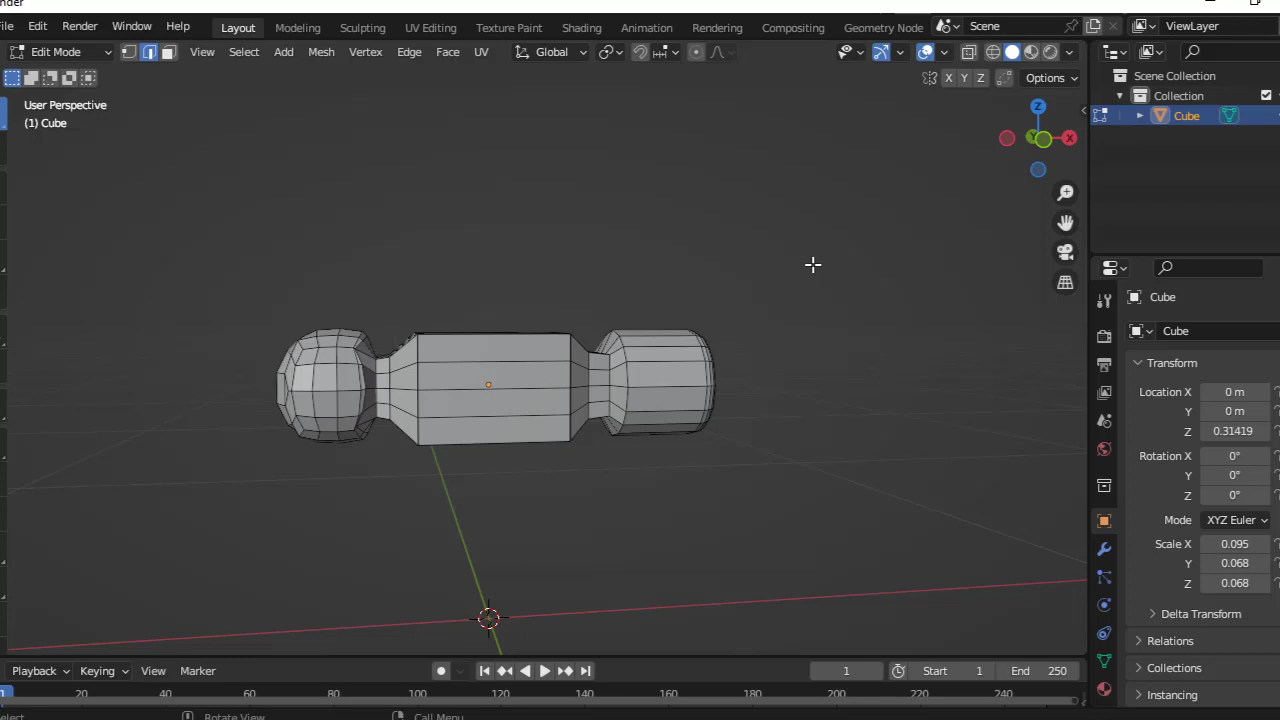 nder
File Edit Render Window Help Layout Modeling Sculpting UV Editing Texture Paint Shading Animation Rendering Compositing Geometry Node Scene ViewLayer
Edit Mode View Select Add Mesh Vertex Edge Face UV Global
X Y Z Options
User Perspective
(1) Cube
Z
Y
X
Scene Collection
Collection
Cube
Cube
Cube
Transform
Location X 0 m
Y 0 m
Z 0.31419
Rotation X 0°
Y 0°
Z 0°
Mode XYZ Euler
Scale X 0.095
Y 0.068
Z 0.068
Delta Transform
Relations
Collections
Instancing
Playback Keying View Marker 1 Start 1 End 250
1 20 40 60 80 100 120 140 160 180 200 220 240
elect Rotate View Call Menu